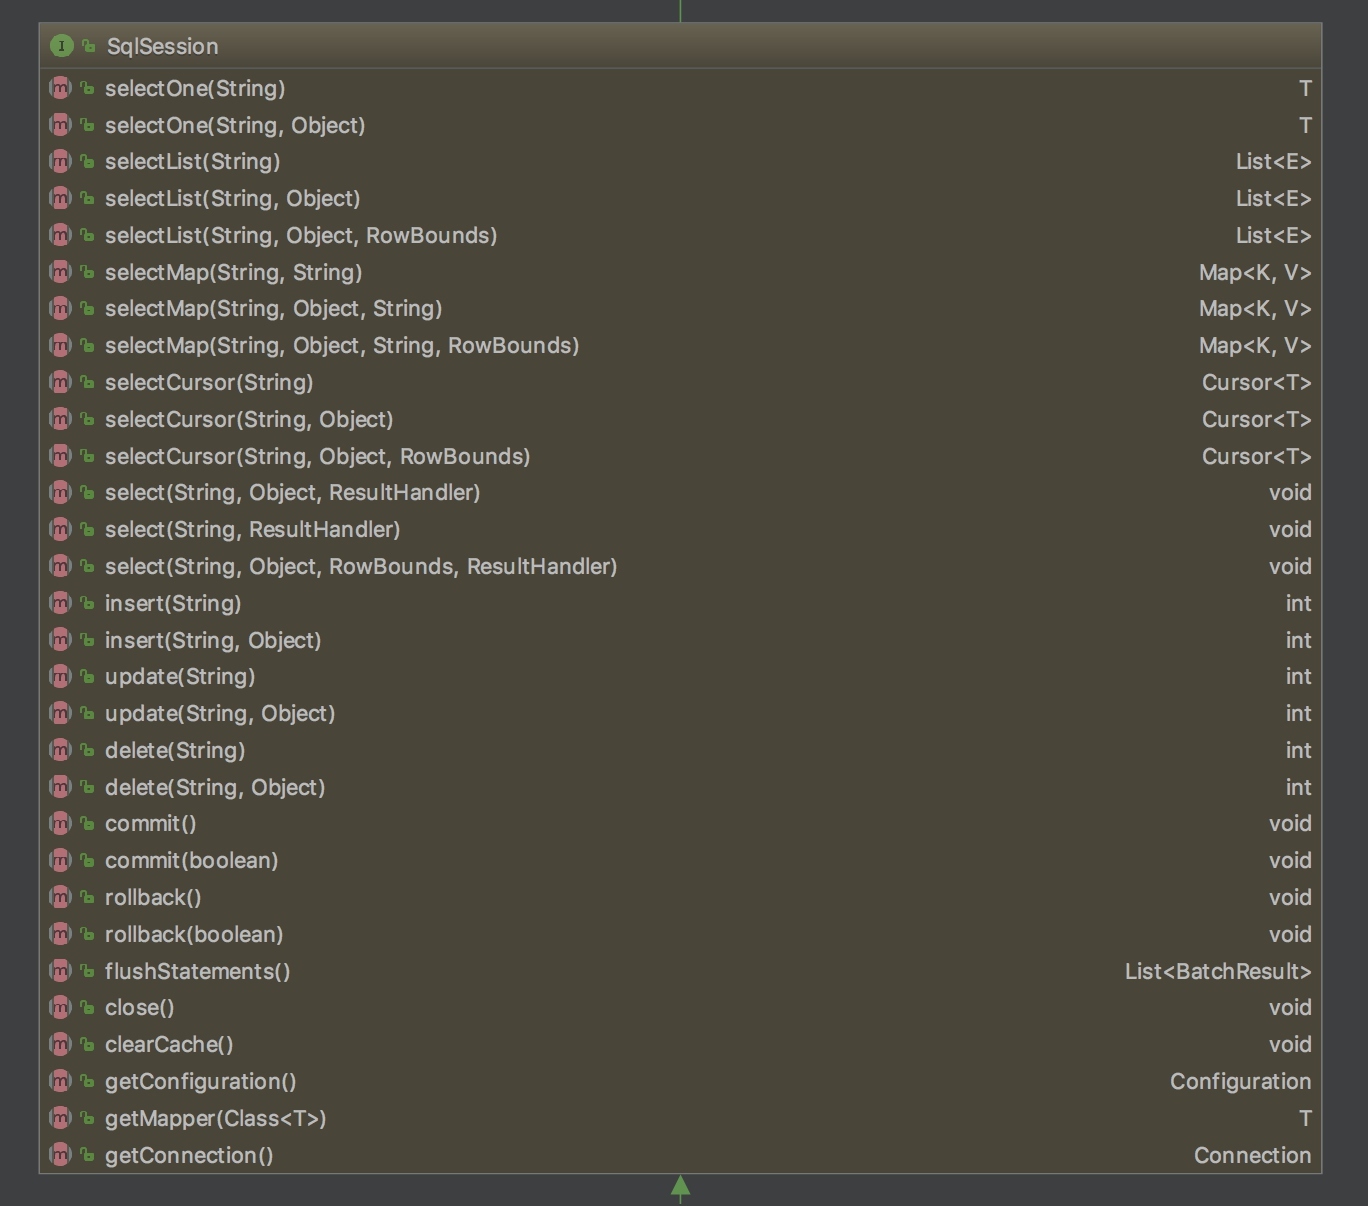 SqlSession
selectOne(String) T
selectOne(String, Object) T
selectList(String) List<E>
selectList(String, Object) List<E>
selectList(String, Object, RowBounds) List<E>
selectMap(String, String) Map<K, V>
selectMap(String, Object, String) Map<K, V>
selectMap(String, Object, String, RowBounds) Map<K, V>
selectCursor(String) Cursor<T>
selectCursor(String, Object) Cursor<T>
selectCursor(String, Object, RowBounds) Cursor<T>
select(String, Object, ResultHandler) void
select(String, ResultHandler) void
select(String, Object, RowBounds, ResultHandler) void
insert(String) int
insert(String, Object) int
update(String) int
update(String, Object) int
delete(String) int
delete(String, Object) int
commit() void
commit(boolean) void
rollback() void
rollback(boolean) void
flushStatements() List<BatchResult>
close() void
clearCache() void
getConfiguration() Configuration
getMapper(Class<T>) T
getConnection() Connection